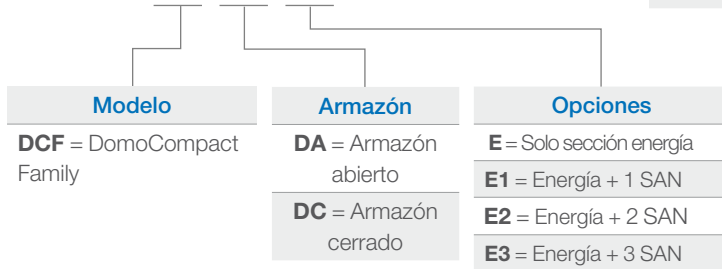 Modelo
DCF = DomoCompact
Family
Armazón
DA = Armazón
abierto
DC = Armazón
cerrado
Opciones
E = Solo sección energía
E1 = Energía + 1 SAN
E2 = Energía + 2 SAN
E3 = Energía + 3 SAN